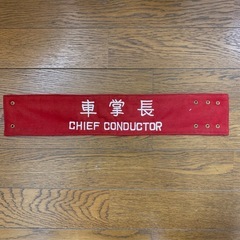 車掌長
CHIEF CONDUCTOR